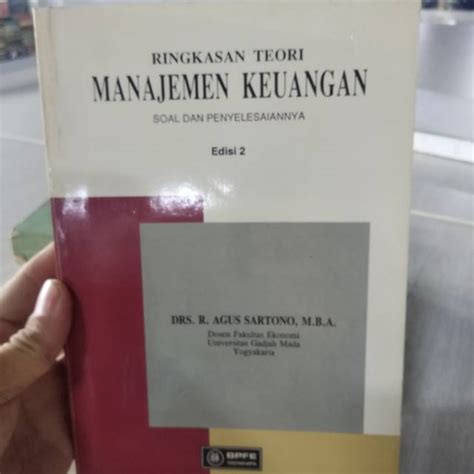 RINGKASAN TEORI
MANAJEMEN KEUANGAN
SOAL DAN PENYELESAIANNYA
Edisi 2
DRS. R. AGUS SARTONO, M.B.A.
Dosen Fakultas Ekonomi
Universitas Gadjah Mada
Yogyakarta
BPFE
YOGYAKARTA